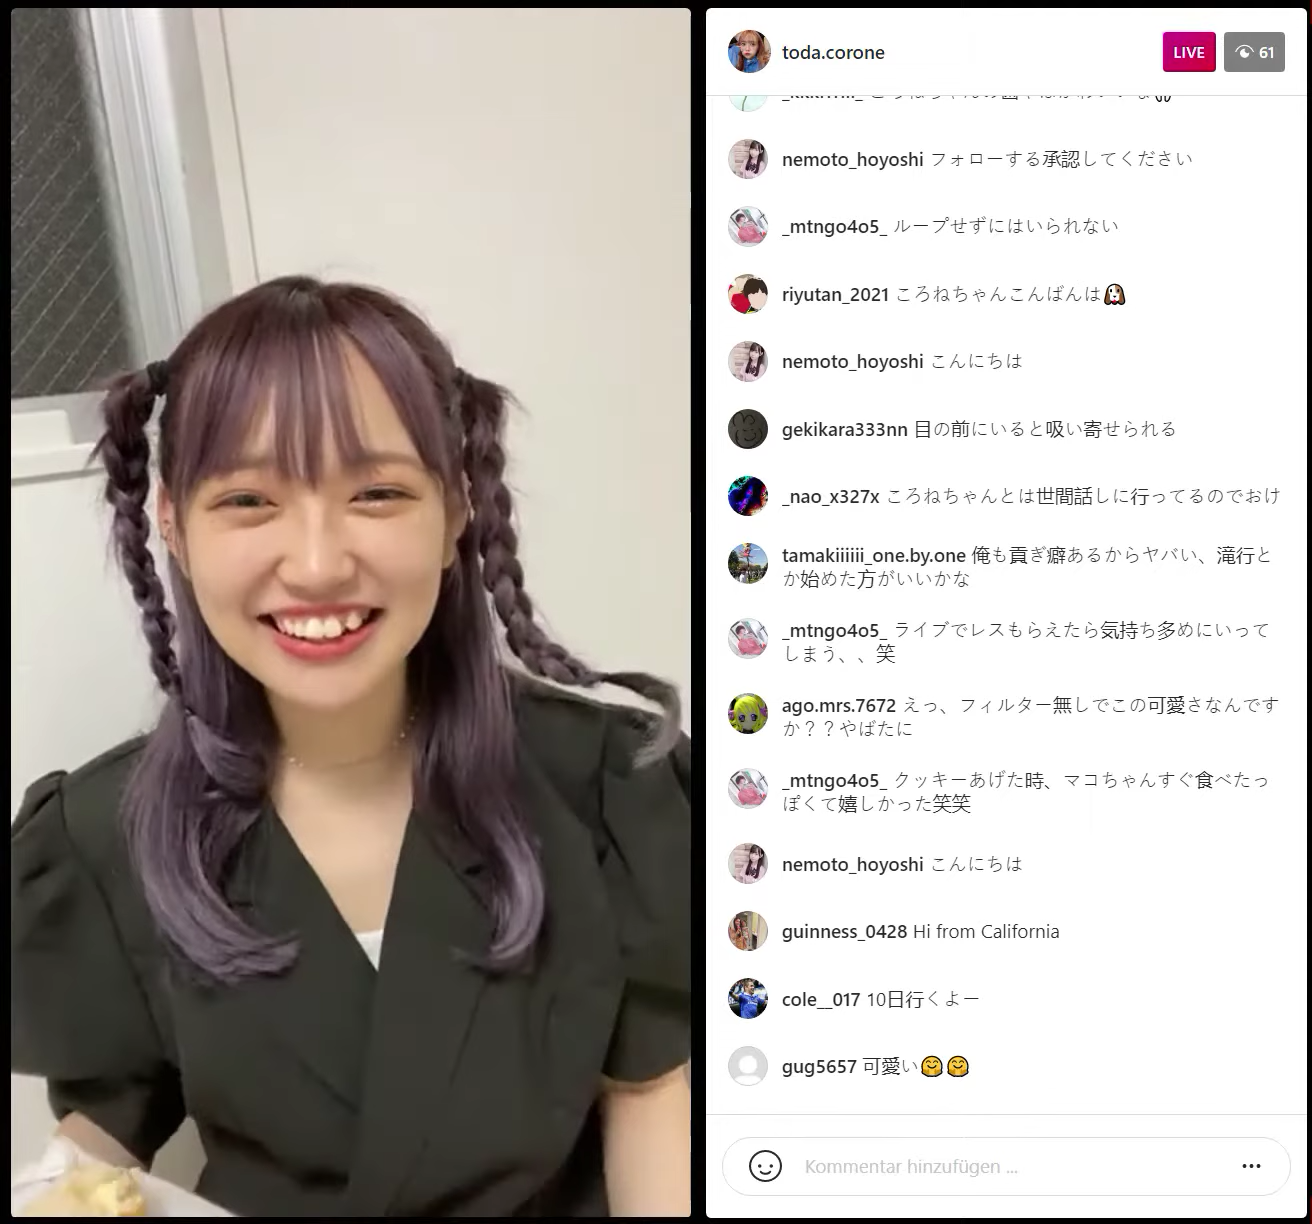 toda.corone
LIVE
61
nemoto_hoyoshi フォローする承認してください
_mtngo4o5_ ループせずにはいられない
riyutan_2021 ころねちゃんこんばんは🐶
nemoto_hoyoshi こんにちは
gekikara333nn 目の前にいると吸い寄せられる
_nao_x327x ころねちゃんとは世間話しに行ってるのでおけ
tamakiiiiii_one.by.one 俺も貢ぎ癖あるからヤバい、滝行と
か始めた方がいいかな
_mtngo4o5_ ライブでレスもらえたら気持ち多めにいって
しまう、、笑
ago.mrs.7672 えっ、フィルター無しでこの可愛さなんです
か？？やばたに
_mtngo4o5_ クッキーあげた時、マコちゃんすぐ食べたっ
ぽくて嬉しかった笑笑
nemoto_hoyoshi こんにちは
guinness_0428 Hi from California
cole__017 10日行くよー
gug5657 可愛い🤗🤗
Kommentar hinzufügen ...